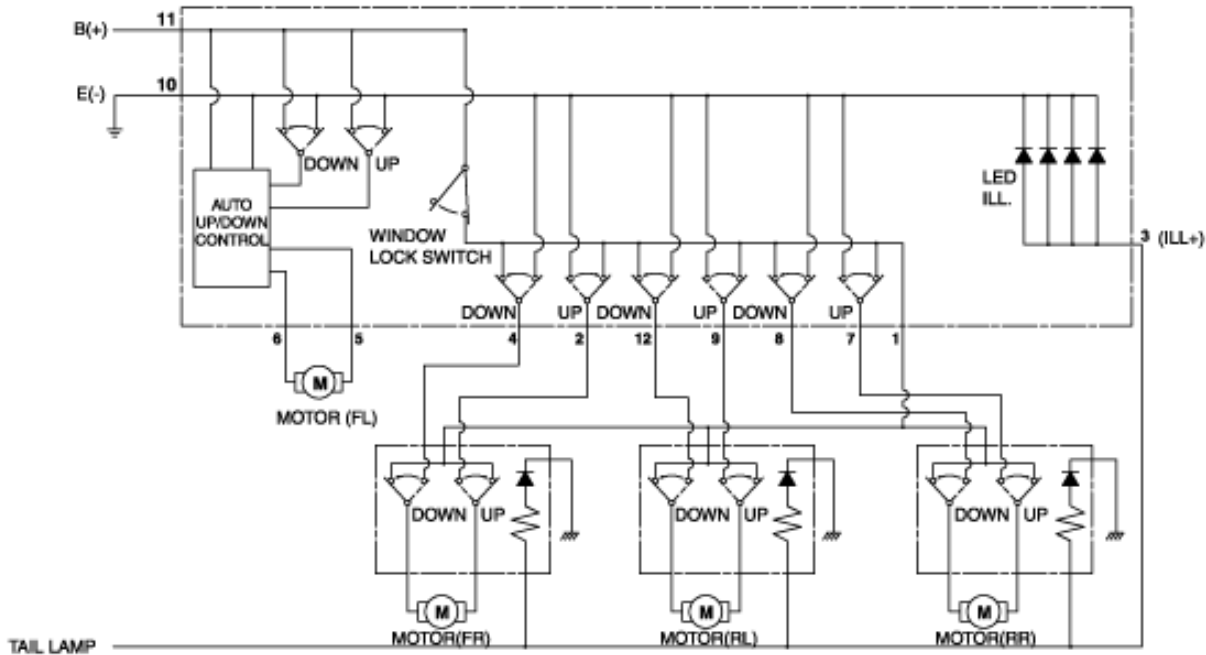 B(+) 11
E(-) 10
DOWN UP
AUTO
UP/DOWN
CONTROL
WINDOW
LOCK SWITCH
LED
ILL.
3 (ILL+)
DOWN UP DOWN UP DOWN UP
6 5 4 2 12 9 8 7 1
M
MOTOR (FL)
DOWN UP DOWN UP DOWN UP
M M M
MOTOR(FR) MOTOR(RL) MOTOR(RR)
TAIL LAMP